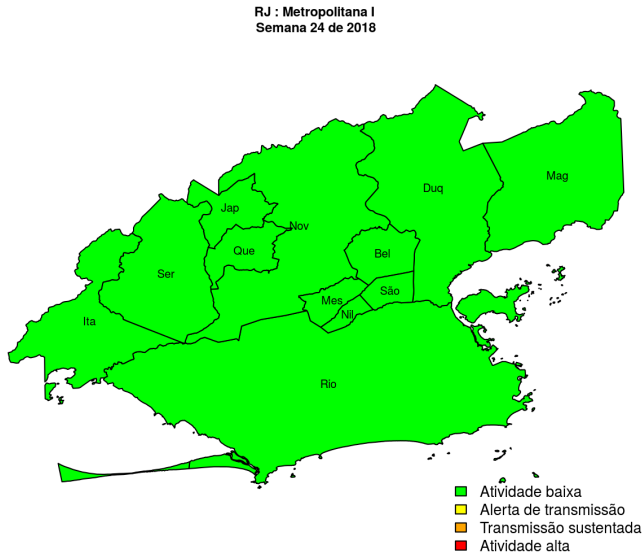 RJ : Metropolitana I
Semana 24 de 2018
Mag
Duq
Jap
Nov
Que
Bel
Ser
São
Mes
Nil
Ita
Rio
Atividade baixa
Alerta de transmissão
Transmissão sustentada
Atividade alta